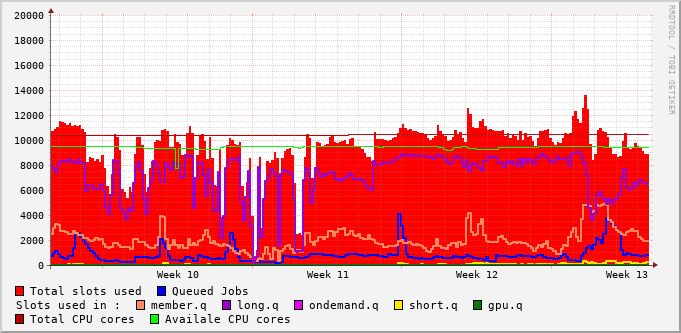 20000
18000
16000
14000
12000
10000
8000
6000
4000
2000
0
RRDTOOL / TOBI OETIKER
Week 10 Week 11 Week 12 Week 13
Total slots used Queued Jobs
Slots used in : member.q long.q ondemand.q short.q gpu.q
Total CPU cores Availale CPU cores